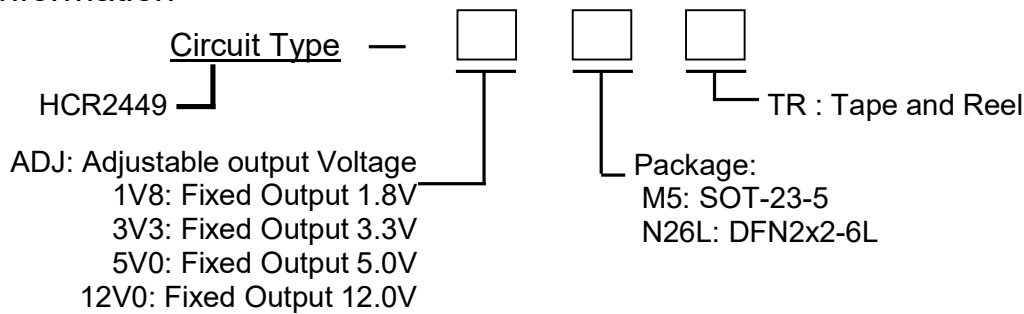 Circuit Type —
HCR2449
TR : Tape and Reel
ADJ: Adjustable output Voltage
1V8: Fixed Output 1.8V
3V3: Fixed Output 3.3V
5V0: Fixed Output 5.0V
12V0: Fixed Output 12.0V
Package:
M5: SOT-23-5
N26L: DFN2x2-6L